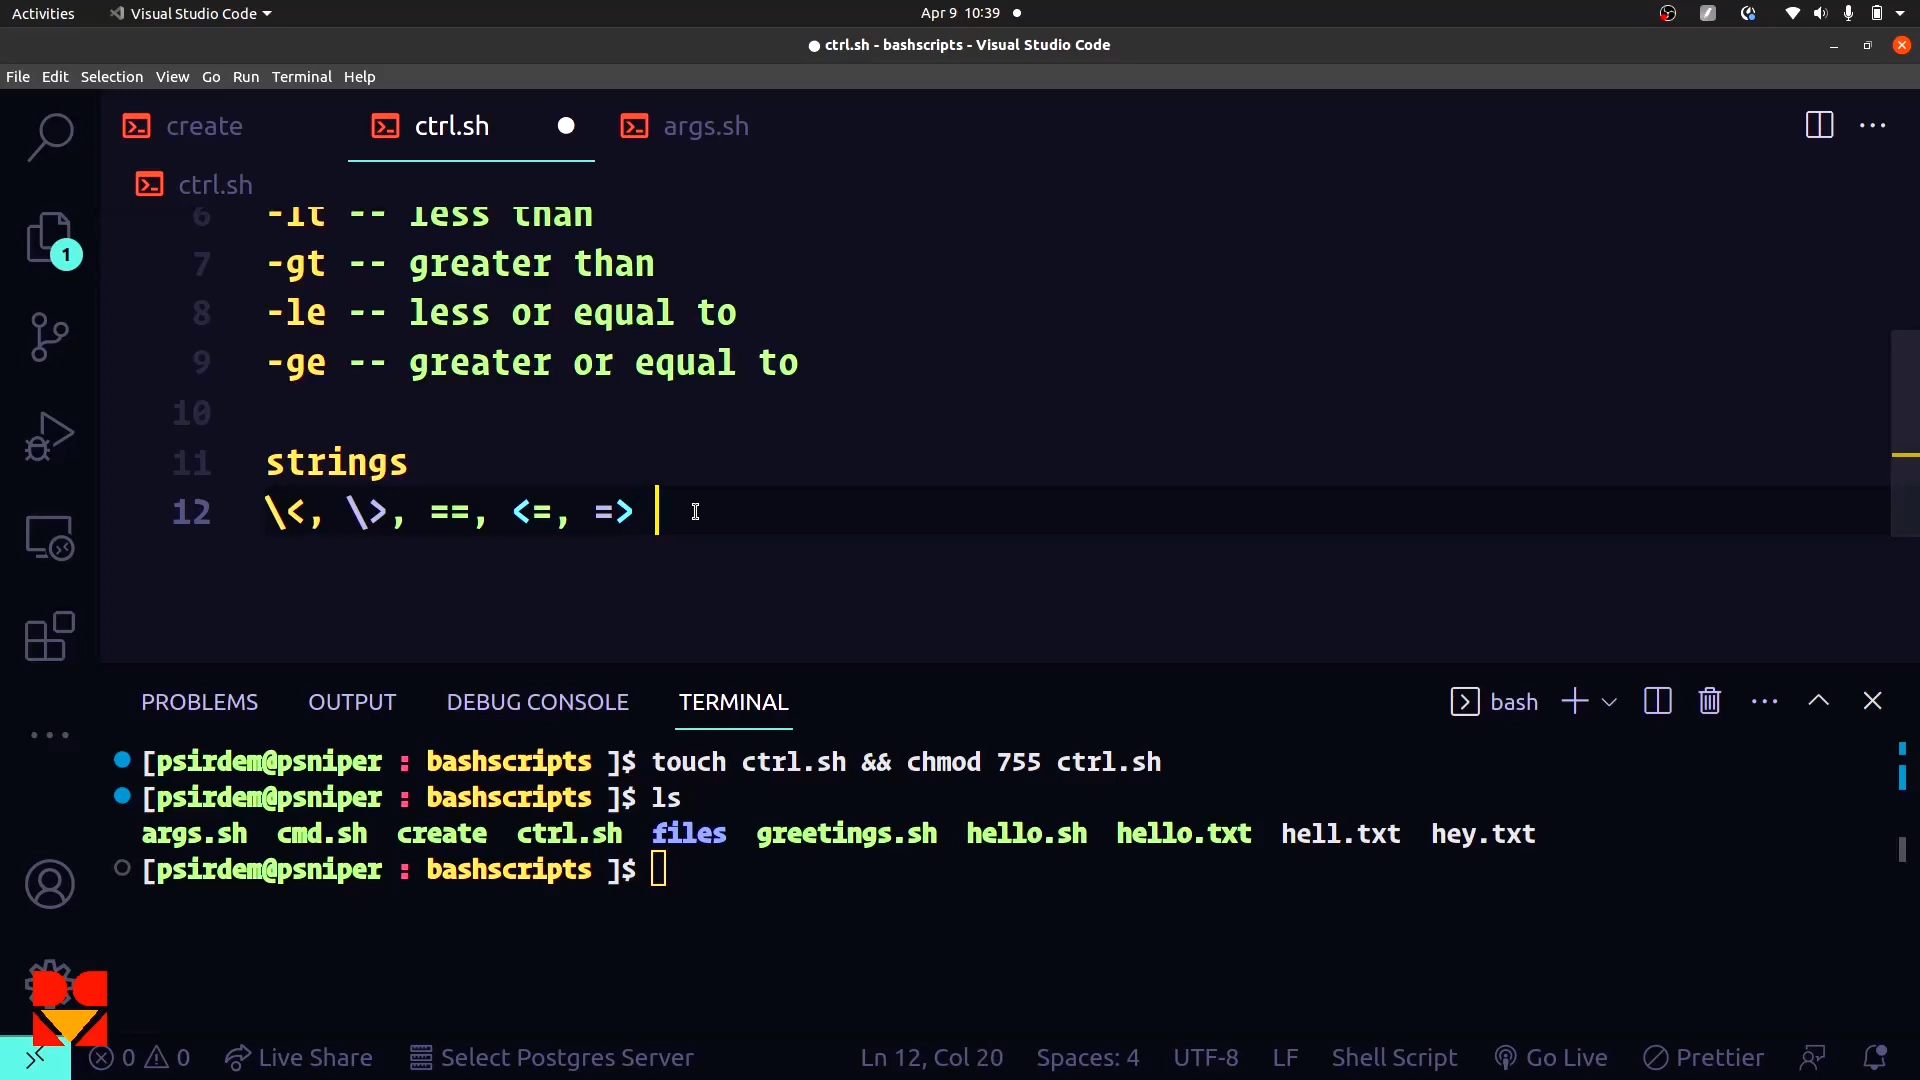 Activities
Visual Studio Code
Apr 9 10:39
ctrl.sh - bashscripts - Visual Studio Code
File Edit Selection View Go Run Terminal Help
create ctrl.sh args.sh
ctrl.sh
6 -lt -- less than
7 -gt -- greater than
8 -le -- less or equal to
9 -ge -- greater or equal to
10
11 strings
12 \<, \>, ==, <=, =>
1
PROBLEMS OUTPUT DEBUG CONSOLE TERMINAL
bash
[psirdem@psniper : bashscripts ]$ touch ctrl.sh && chmod 755 ctrl.sh
[psirdem@psniper : bashscripts ]$ ls
args.sh cmd.sh create ctrl.sh files greetings.sh hello.sh hello.txt hell.txt hey.txt
[psirdem@psniper : bashscripts ]$
0 0 Live Share Select Postgres Server Ln 12, Col 20 Spaces: 4 UTF-8 LF Shell Script Go Live Prettier